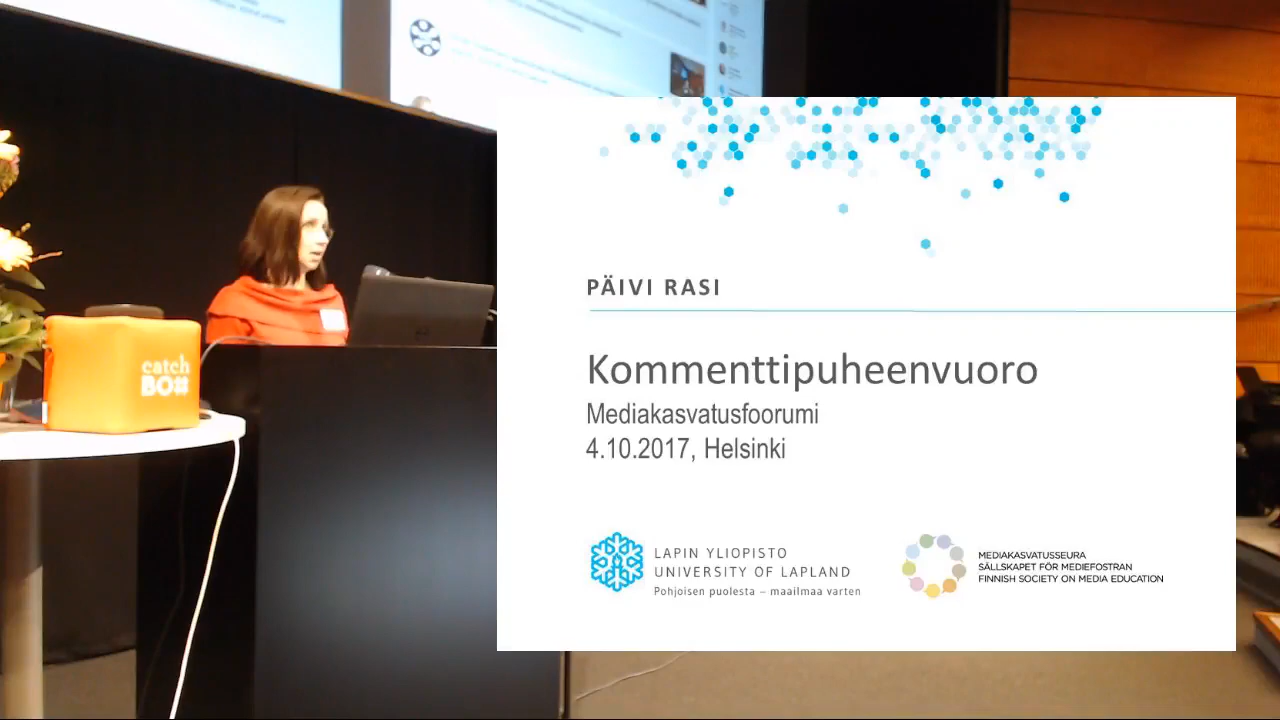 catch
BOX
PÄIVI RASI
Kommenttipuheenvuoro
Mediakasvatusfoorumi
4.10.2017, Helsinki
LAPIN YLIOPISTO
UNIVERSITY OF LAPLAND
Pohjoisen puolesta – maailmaa varten
MEDIAKASVATUSSEURA
SÄLLSKAPET FÖR MEDIEFOSTRAN
FINNISH SOCIETY ON MEDIA EDUCATION